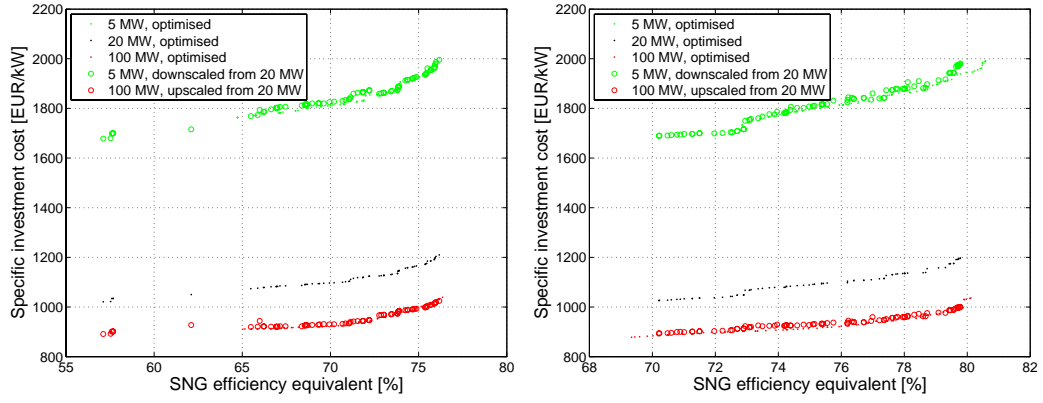 2200
2000
1800
1600
1400
1200
1000
800
55
60
65
70
75
80
Specific investment cost [EUR/kW]
SNG efficiency equivalent [%]
5 MW, optimised
20 MW, optimised
100 MW, optimised
5 MW, downscaled from 20 MW
100 MW, upscaled from 20 MW
2200
2000
1800
1600
1400
1200
1000
800
68
70
72
74
76
78
80
82
Specific investment cost [EUR/kW]
SNG efficiency equivalent [%]
5 MW, optimised
20 MW, optimised
100 MW, optimised
5 MW, downscaled from 20 MW
100 MW, upscaled from 20 MW